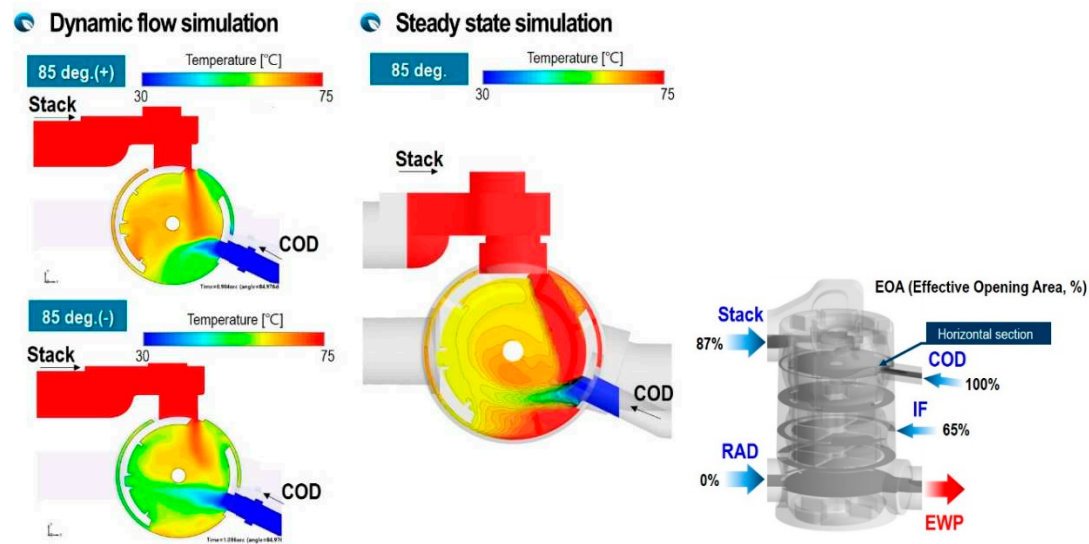 Dynamic flow simulation
85 deg.(+)
Temperature [°C]
30
75
Stack
COD
85 deg.(-)
Temperature [°C]
30
75
Stack
COD
Steady state simulation
85 deg.
Temperature [°C]
30
75
Stack
COD
EOA (Effective Opening Area, %)
Stack
87%
Horizontal section
COD
100%
IF
65%
RAD
0%
EWP